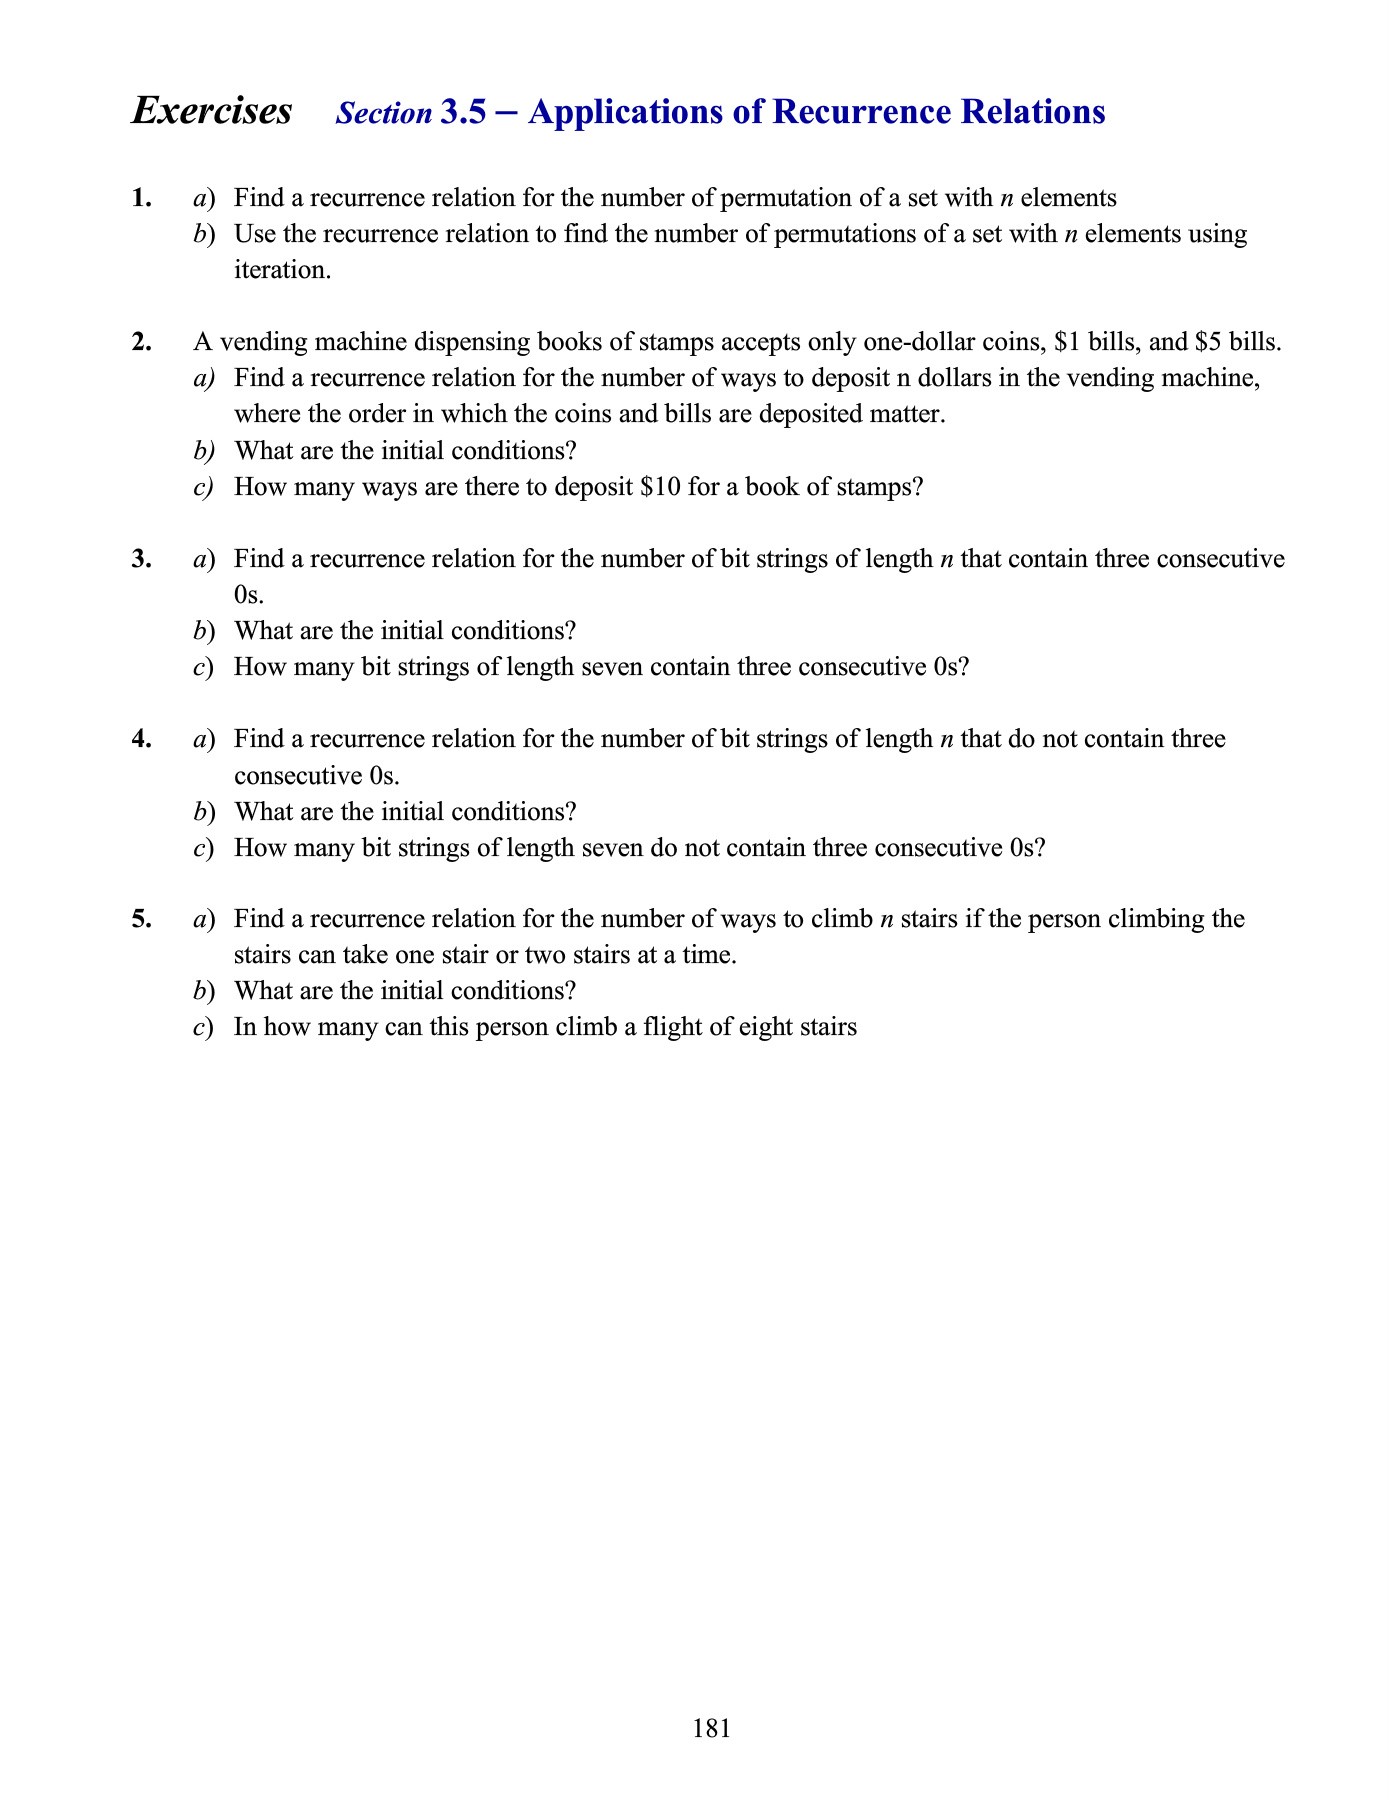 Exercises Section 3.5 – Applications of Recurrence Relations
1. a) Find a recurrence relation for the number of permutation of a set with n elements
b) Use the recurrence relation to find the number of permutations of a set with n elements using
iteration.
2. A vending machine dispensing books of stamps accepts only one-dollar coins, $1 bills, and $5 bills.
a) Find a recurrence relation for the number of ways to deposit n dollars in the vending machine,
where the order in which the coins and bills are deposited matter.
b) What are the initial conditions?
c) How many ways are there to deposit $10 for a book of stamps?
3. a) Find a recurrence relation for the number of bit strings of length n that contain three consecutive
0s.
b) What are the initial conditions?
c) How many bit strings of length seven contain three consecutive 0s?
4. a) Find a recurrence relation for the number of bit strings of length n that do not contain three
consecutive 0s.
b) What are the initial conditions?
c) How many bit strings of length seven do not contain three consecutive 0s?
5. a) Find a recurrence relation for the number of ways to climb n stairs if the person climbing the
stairs can take one stair or two stairs at a time.
b) What are the initial conditions?
c) In how many can this person climb a flight of eight stairs
181